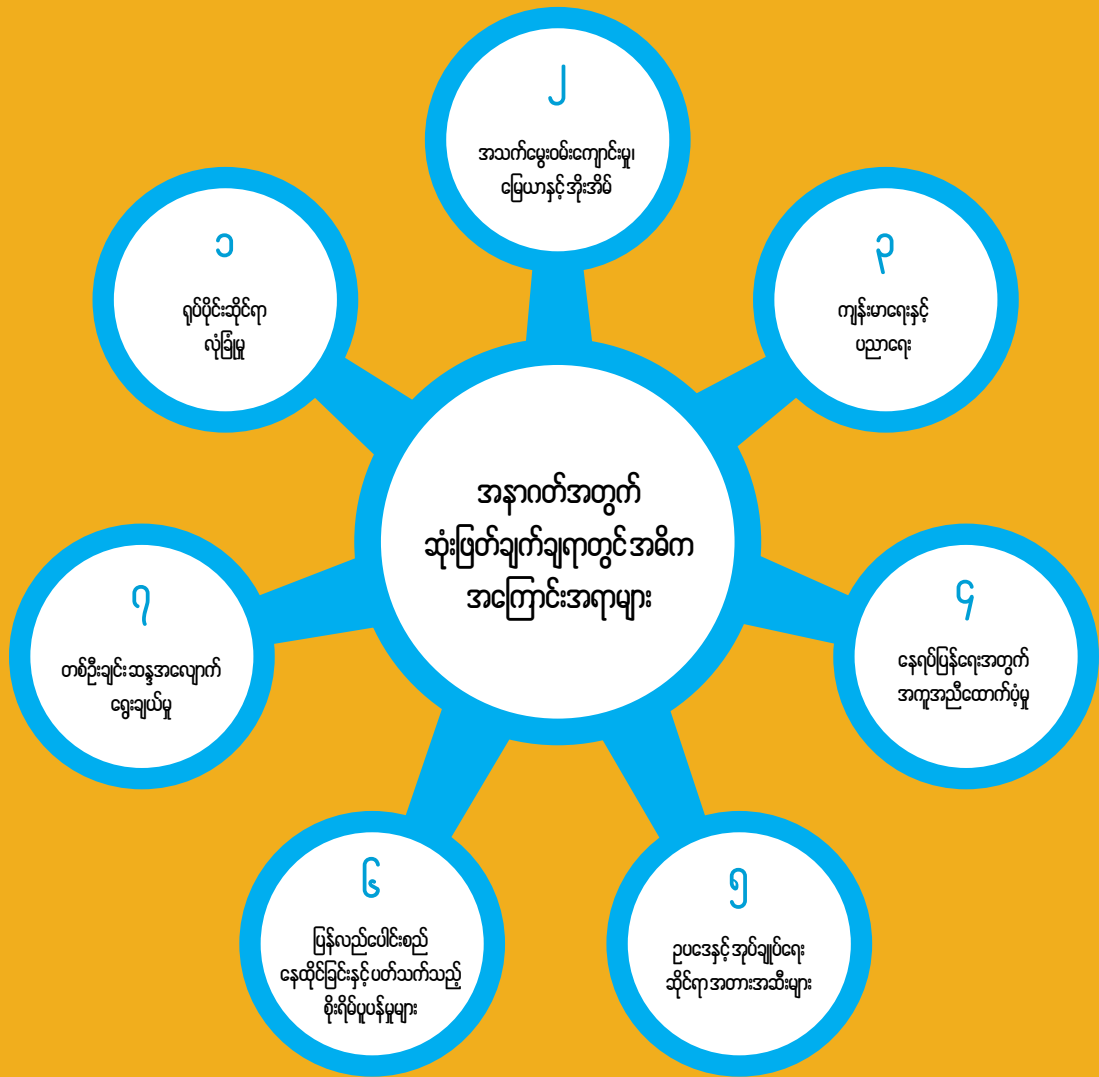 ၁
ရုပ်ပိုင်းဆိုင်ရာ
လုံခြုံမှု
၂
အသက်မွေးဝမ်းကျောင်းမှု၊
မြေယာနှင့် အိုးအိမ်
၃
ကျန်းမာရေးနှင့်
ပညာရေး
၄
နေရပ်ပြန်ရေးအတွက်
အကူအညီထောက်ပံ့မှု
၅
ဥပဒေနှင့် အုပ်ချုပ်ရေး
ဆိုင်ရာ အတားအဆီးများ
၆
ပြန်လည်ပေါင်းစည်
နေထိုင်ခြင်းနှင့် ပတ်သက်သည့်
စိုးရိမ်ပူပန်မှုများ
၇
တစ်ဦးချင်း ဆန္ဒအလျောက်
ရွေးချယ်မှု
အနာဂတ်အတွက်
ဆုံးဖြတ်ချက်ချရာတွင် အဓိက
အကြောင်းအရာများ